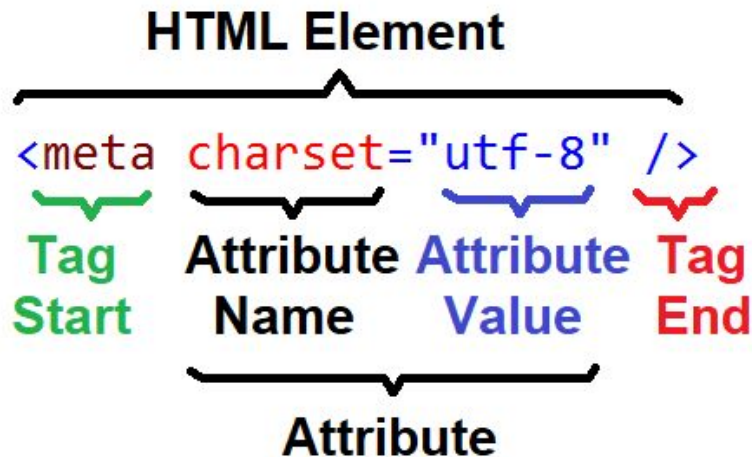 HTML Element
<meta charset="utf-8" />
Tag Attribute Attribute Tag
Start Name Value End
Attribute